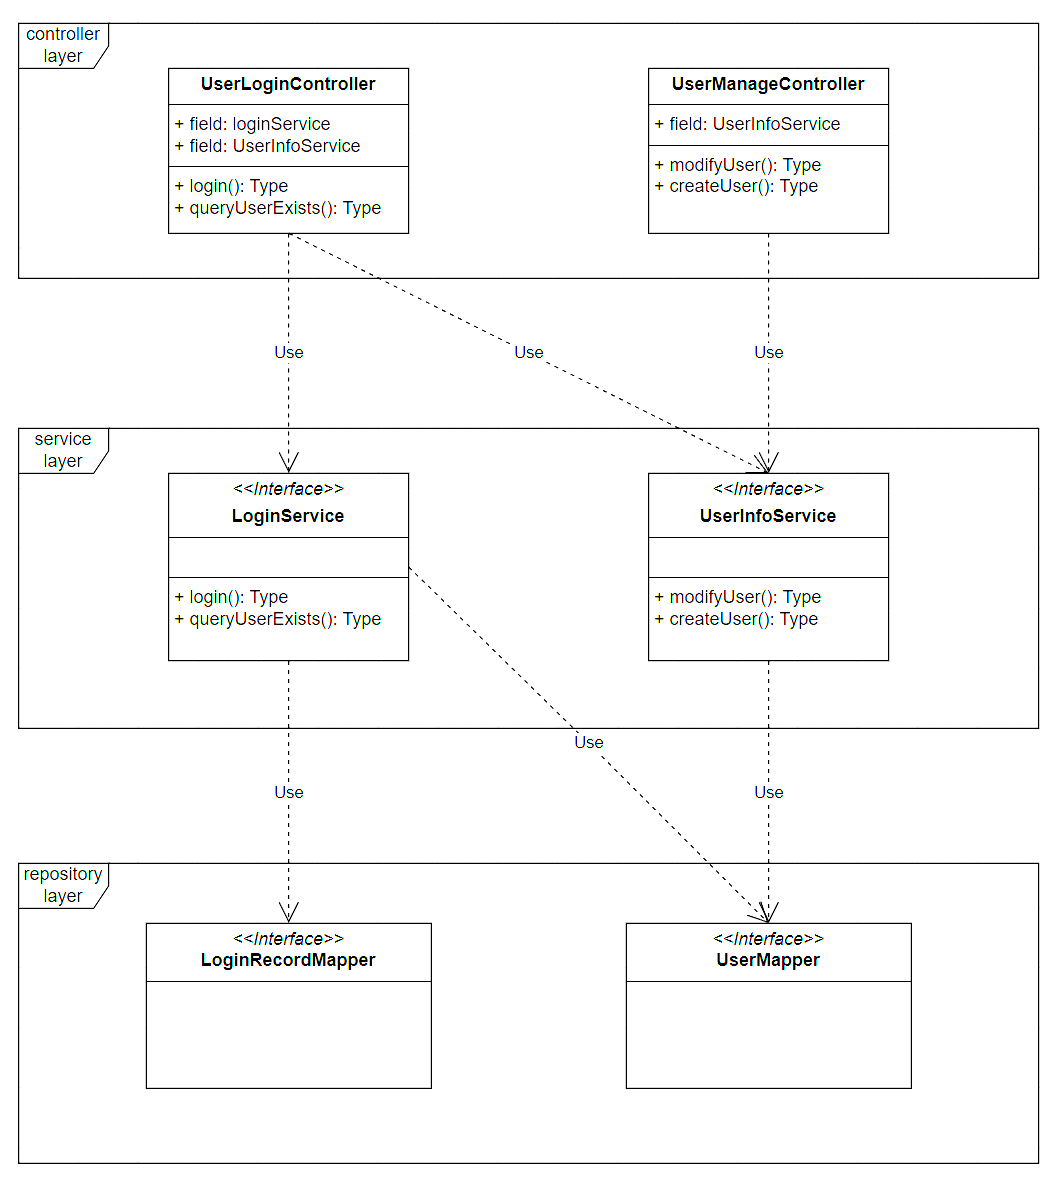 controller
layer
UserLoginController
+ field: loginService
+ field: UserInfoService
+ login(): Type
+ queryUserExists(): Type
UserManageController
+ field: UserInfoService
+ modifyUser(): Type
+ createUser(): Type
Use
Use
Use
service
layer
<<Interface>>
LoginService
+ login(): Type
+ queryUserExists(): Type
<<Interface>>
UserInfoService
+ modifyUser(): Type
+ createUser(): Type
Use
Use
Use
repository
layer
<<Interface>>
LoginRecordMapper
<<Interface>>
UserMapper